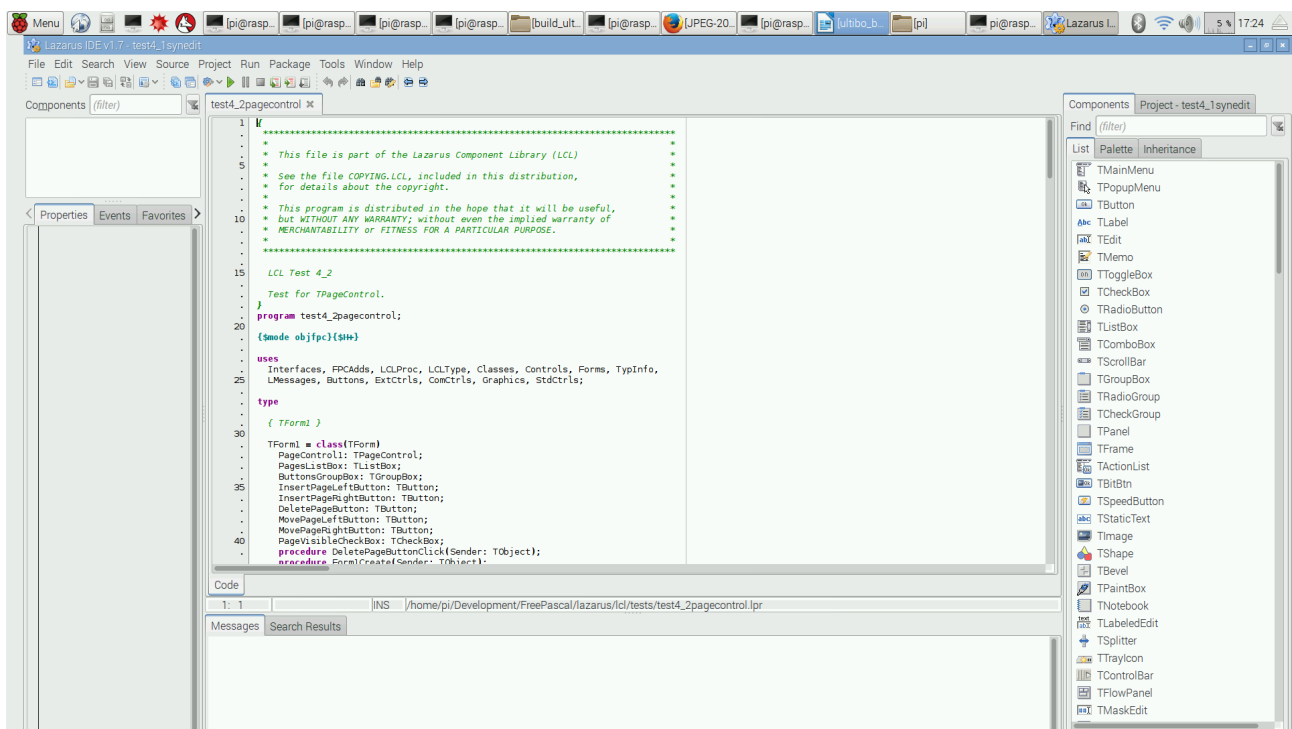 Menu [pi@rasp... [pi@rasp... [pi@rasp... [pi@rasp... [build_ult... [pi@rasp... [JPEG-20... [pi@rasp... [ultibo_b... [pi] pi@rasp... Lazarus I... 5 % 17:24
Lazarus IDE v1.7 - test4_1synedit
File Edit Search View Source Project Run Package Tools Window Help
Components (filter)
test4_2pagecontrol
Properties Events Favorites
1 {
. *****************************************************************************
. * *
. * This file is part of the Lazarus Component Library (LCL) *
5 * *
. * See the file COPYING.LCL, included in this distribution, *
. * for details about the copyright. *
. * *
. * This program is distributed in the hope that it will be useful, *
10 * but WITHOUT ANY WARRANTY; without even the implied warranty of *
. * MERCHANTABILITY or FITNESS FOR A PARTICULAR PURPOSE. *
. * *
. *****************************************************************************
.
15 LCL Test 4_2
.
. Test for TPageControl.
. }
. program test4_2pagecontrol;
20
. {$mode objfpc}{$H+}
.
. uses
. Interfaces, FPCAdds, LCLProc, LCLType, Classes, Controls, Forms, TypInfo,
25 LMessages, Buttons, ExtCtrls, ComCtrls, Graphics, StdCtrls;
.
. type
.
. { TForm1 }
30
. TForm1 = class(TForm)
. PageControl1: TPageControl;
. PagesListBox: TListBox;
. ButtonsGroupBox: TGroupBox;
35 InsertPageLeftButton: TButton;
. InsertPageRightButton: TButton;
. DeletePageButton: TButton;
. MovePageLeftButton: TButton;
. MovePageRightButton: TButton;
40 PageVisibleCheckBox: TCheckBox;
. procedure DeletePageButtonClick(Sender: TObject);
. procedure Form1Create(Sender: TObject);
Code
1: 1 INS /home/pi/Development/FreePascal/lazarus/lcl/tests/test4_2pagecontrol.lpr
Messages Search Results
Components Project - test4_1synedit
Find (filter)
List Palette Inheritance
TMainMenu
TPopupMenu
TButton
TLabel
TEdit
TMemo
TToggleBox
TCheckBox
TRadioButton
TListBox
TComboBox
TScrollBar
TGroupBox
TRadioGroup
TCheckGroup
TPanel
TFrame
TActionList
TBitBtn
TSpeedButton
TStaticText
TImage
TShape
TBevel
TPaintBox
TNotebook
TLabeledEdit
TSplitter
TTrayIcon
TControlBar
TFlowPanel
TMaskEdit